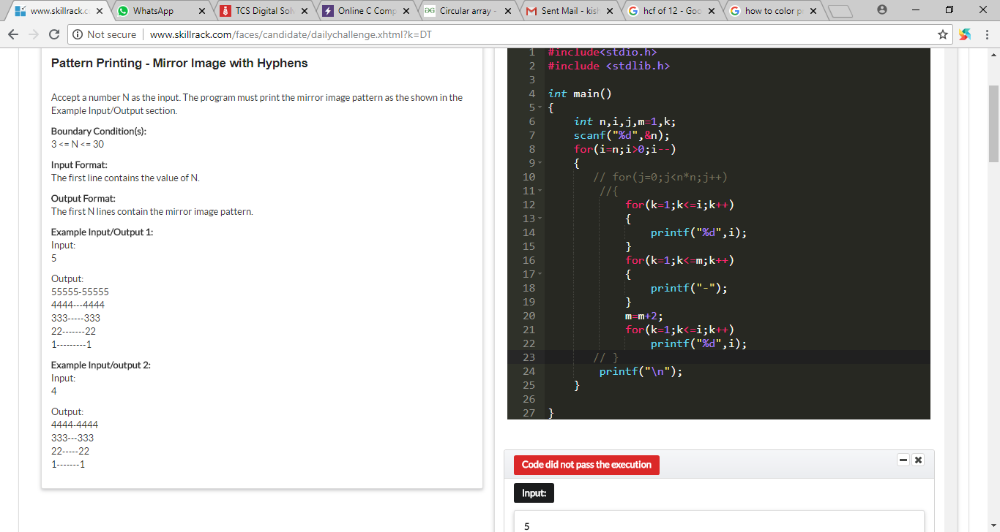 www.skillrack.c
WhatsApp
TCS Digital Sol
Online C Comp
Circular array -
Sent Mail - kish
hcf of 12 - Goo
how to color p
Not secure | www.skillrack.com/faces/candidate/dailychallenge.xhtml?k=DT
Pattern Printing - Mirror Image with Hyphens
Accept a number N as the input. The program must print the mirror image pattern as the shown in the
Example Input/Output section.
Boundary Condition(s):
3 <= N <= 30
Input Format:
The first line contains the value of N.
Output Format:
The first N lines contain the mirror image pattern.
Example Input/Output 1:
Input:
5
Output:
55555-55555
4444---4444
333-----333
22-------22
1---------1
Example Input/output 2:
Input:
4
Output:
4444-4444
333---333
22-----22
1-------1
1 #include<stdio.h>
2 #include <stdlib.h>
3
4 int main()
5 {
6 int n,i,j,m=1,k;
7 scanf("%d",&n);
8 for(i=n;i>0;i--)
9 {
10 // for(j=0;j<n*n;j++)
11 //{
12 for(k=1;k<=i;k++)
13 {
14 printf("%d",i);
15 }
16 for(k=1;k<=m;k++)
17 {
18 printf("-");
19 }
20 m=m+2;
21 for(k=1;k<=i;k++)
22 printf("%d",i);
23 // }
24 printf("\n");
25 }
26
27 }
Code did not pass the execution
Input:
5